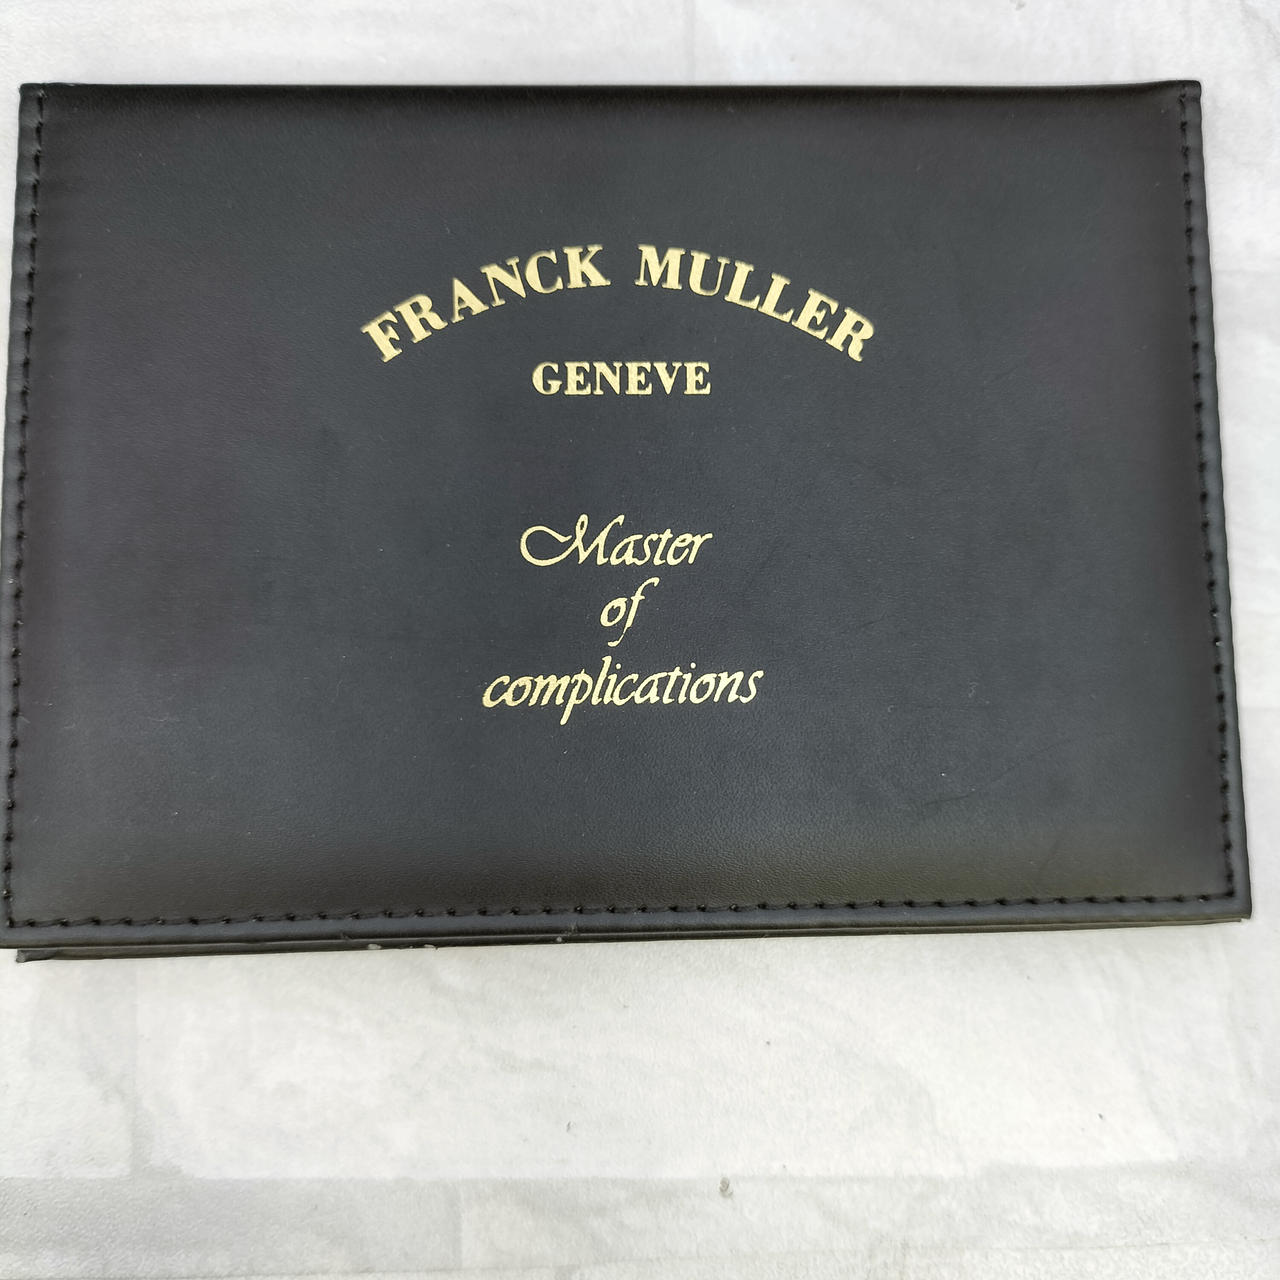 FRANCK MULLER
GENEVE
Master
of
complications